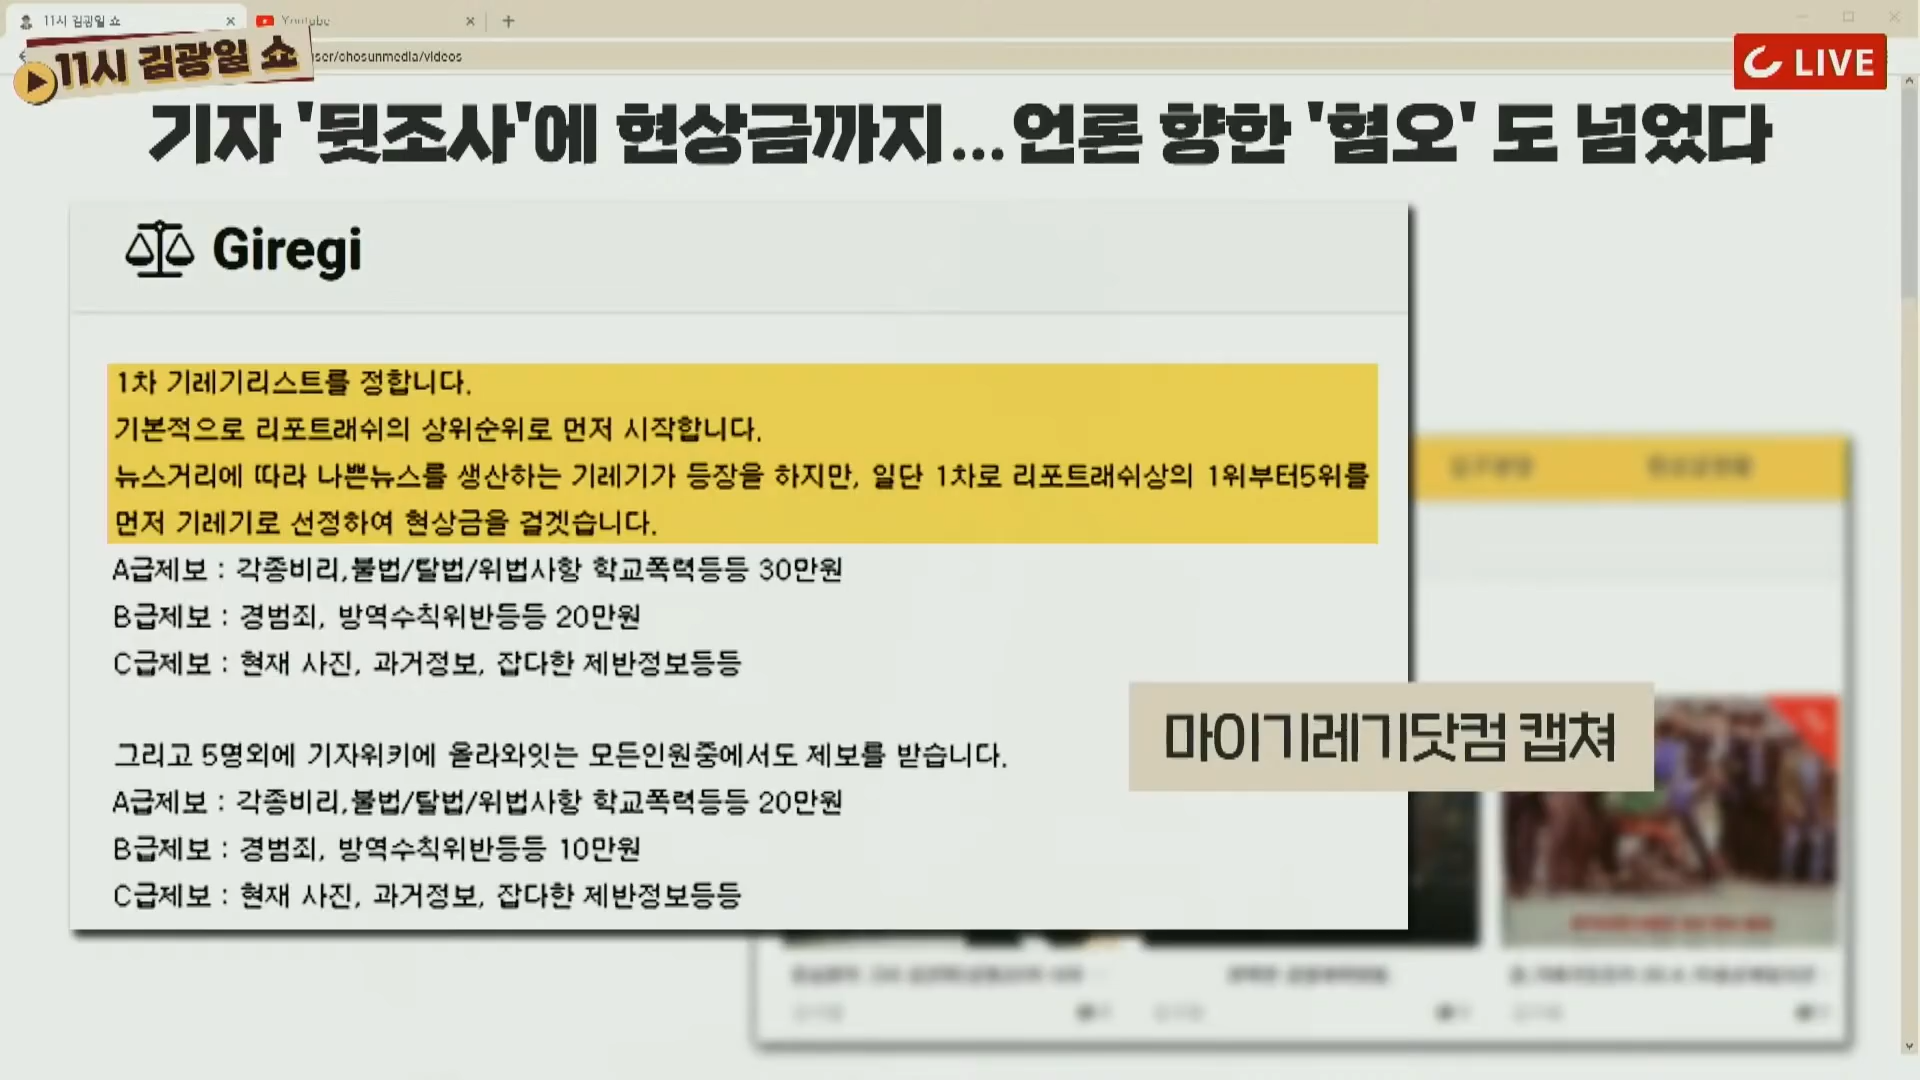 11시 김광일 쇼
Youtube
user/chosunmedia/videos
11시 김광일 쇼
LIVE
기자 '뒷조사'에 현상금까지...언론 향한 '혐오' 도 넘었다
Giregi
1차 기레기리스트를 정합니다.
기본적으로 리포트래쉬의 상위순위로 먼저 시작합니다.
뉴스거리에 따라 나쁜뉴스를 생산하는 기레기가 등장을 하지만, 일단 1차로 리포트래쉬상의 1위부터5위를
먼저 기레기로 선정하여 현상금을 걸겟습니다.
A급제보 : 각종비리,불법/탈법/위법사항 학교폭력등등 30만원
B급제보 : 경범죄, 방역수칙위반등등 20만원
C급제보 : 현재 사진, 과거정보, 잡다한 제반정보등등
그리고 5명외에 기자위키에 올라와잇는 모든인원중에서도 제보를 받습니다.
A급제보 : 각종비리,불법/탈법/위법사항 학교폭력등등 20만원
B급제보 : 경범죄, 방역수칙위반등등 10만원
C급제보 : 현재 사진, 과거정보, 잡다한 제반정보등등
마이기레기닷컴 캡쳐